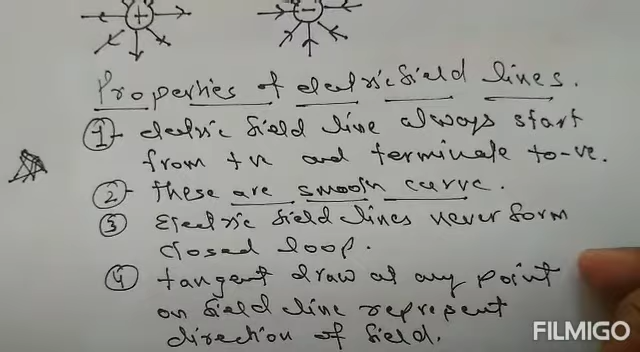 +
-
Properties of electric field lines.
1- electric field line always start
from +ve and terminate to -ve.
2- these are smooth curve.
3 Electric field lines never form
closed loop.
4 tangent draw at any point
on field line represent
direction of field.
FILMIGO